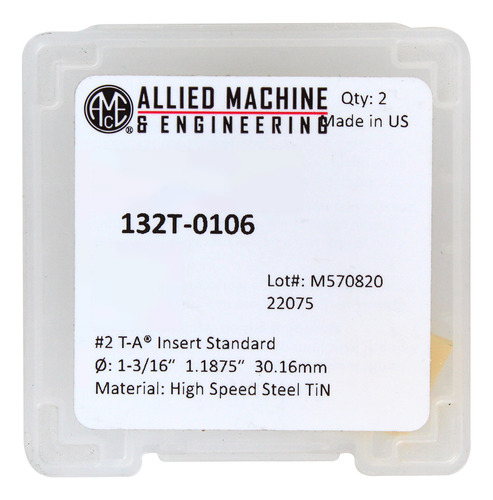 AMEC® ALLIED MACHINE & ENGINEERING
Qty: 2
Made in US
132T-0106
Lot#: M570820
22075
#2 T-A® Insert Standard
Ø: 1-3/16“ 1.1875“ 30.16mm
Material: High Speed Steel TiN